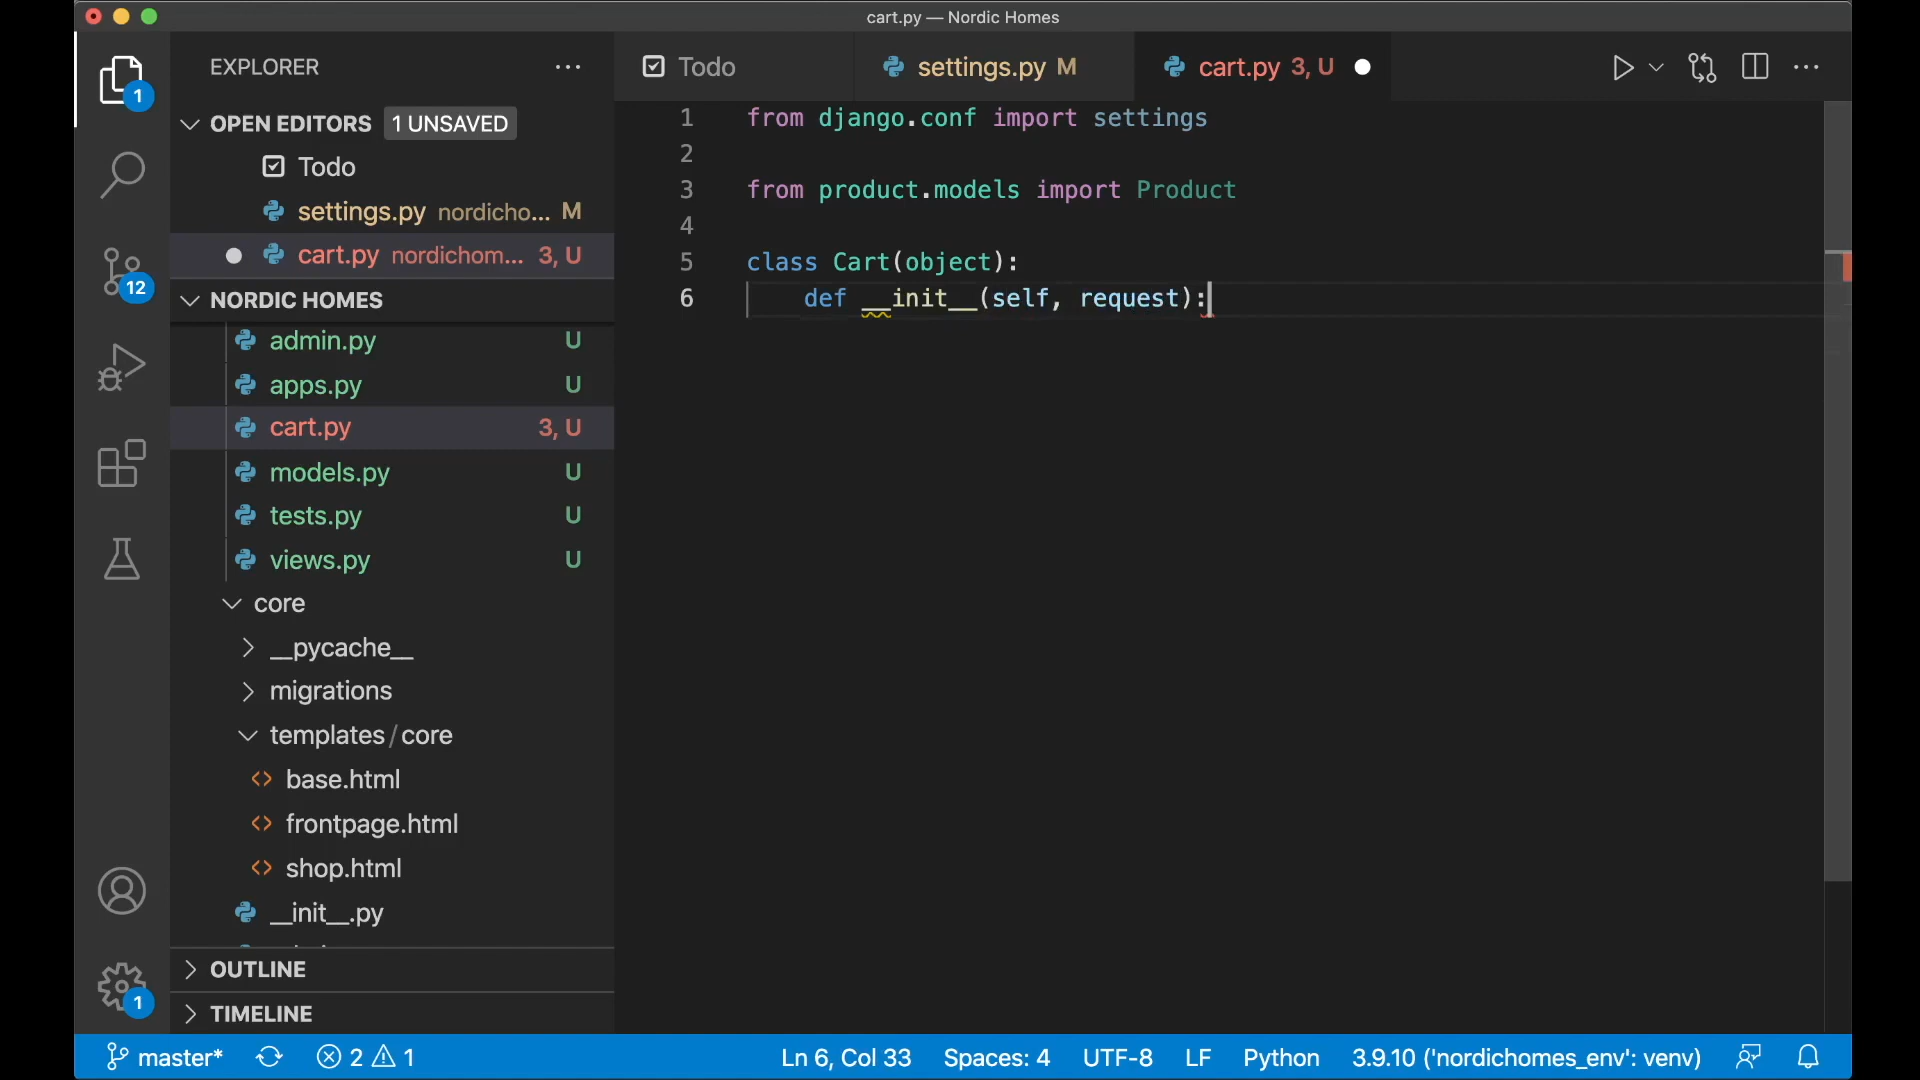 cart.py — Nordic Homes
EXPLORER
Todo
settings.py M
cart.py 3, U
OPEN EDITORS 1 UNSAVED
Todo
settings.py nordicho... M
cart.py nordichom... 3, U
NORDIC HOMES
admin.py U
apps.py U
cart.py 3, U
models.py U
tests.py U
views.py U
core
__pycache__
migrations
templates/core
base.html
frontpage.html
shop.html
__init__.py
OUTLINE
TIMELINE
1
12
1
1 from django.conf import settings
2
3 from product.models import Product
4
5 class Cart(object):
6 def __init__(self, request):
master* 2 1 Ln 6, Col 33 Spaces: 4 UTF-8 LF Python 3.9.10 ('nordichomes_env': venv)